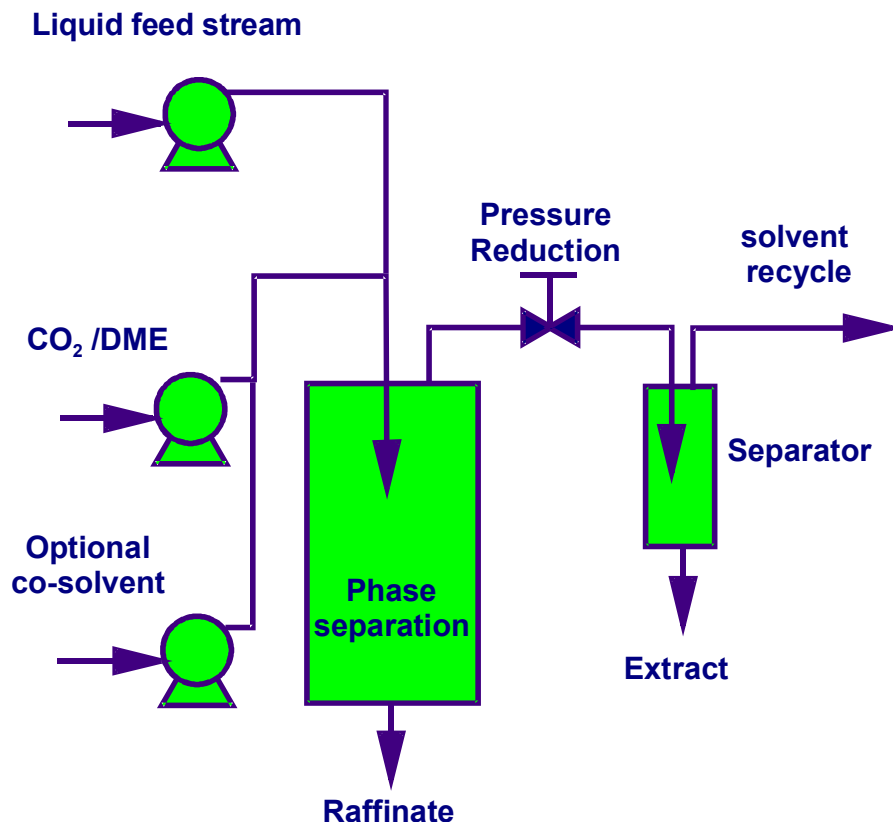 Liquid feed stream
Pressure
Reduction
solvent
recycle
CO₂ /DME
Separator
Optional
co-solvent
Phase
separation
Extract
Raffinate